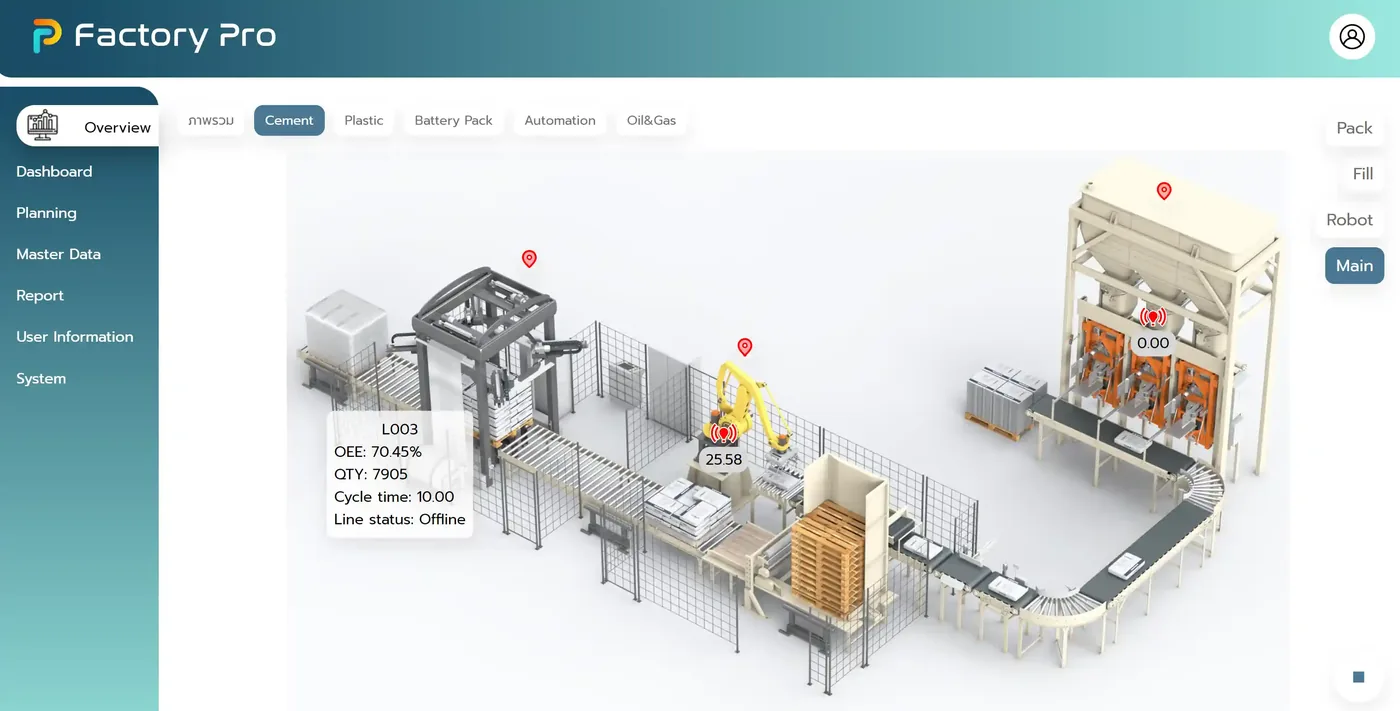 Factory Pro
Overview
Dashboard
Planning
Master Data
Report
User Information
System
ภาพรวม
Cement
Plastic
Battery Pack
Automation
Oil&Gas
Pack
Fill
Robot
Main
0.00
25.58
L003
OEE: 70.45%
QTY: 7905
Cycle time: 10.00
Line status: Offline